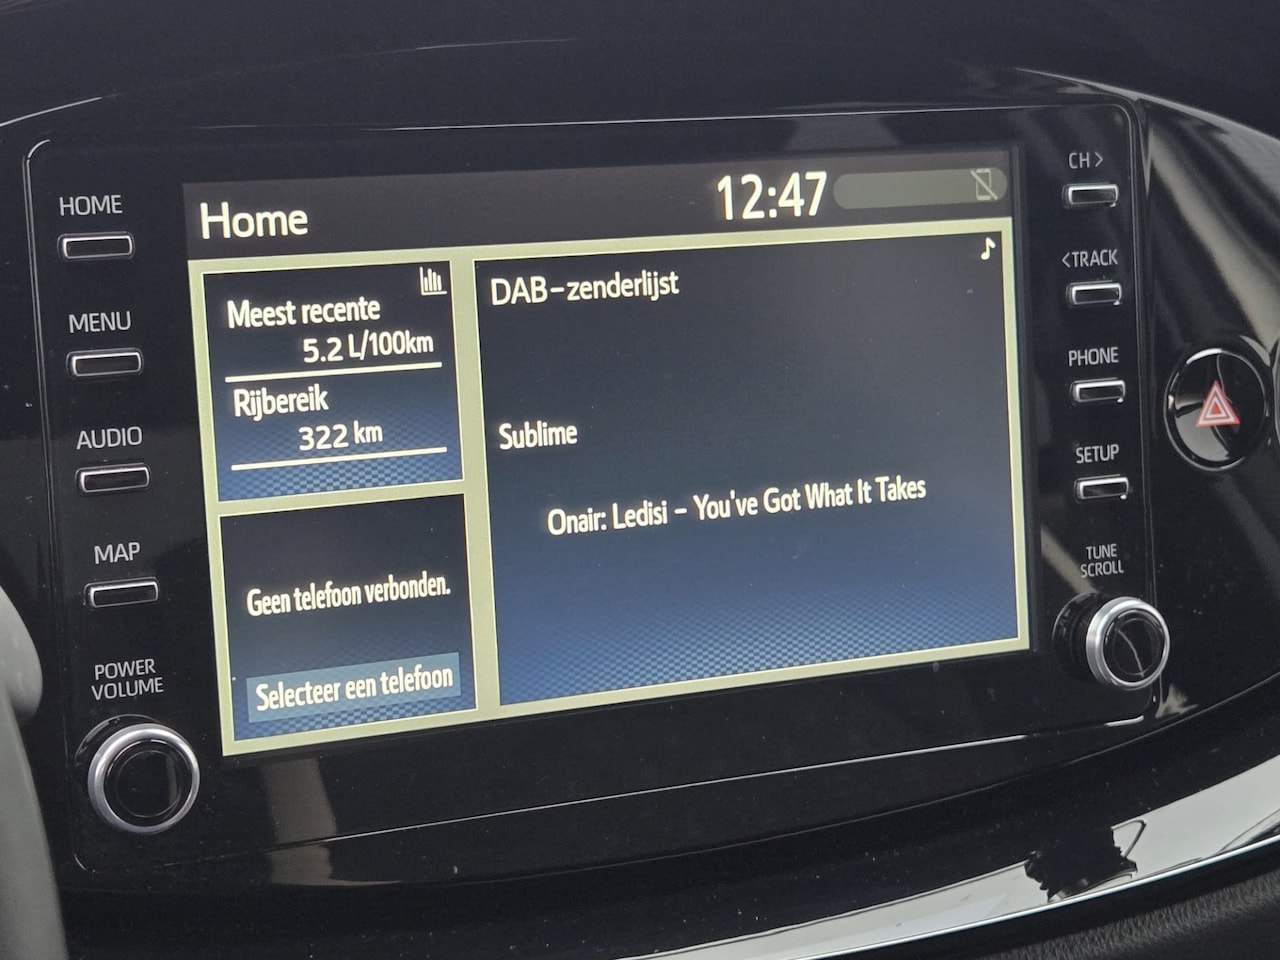 HOME
MENU
AUDIO
MAP
POWER
VOLUME
Home
12:47
Meest recente
5.2 L/100km
Rijbereik
322 km
Geen telefoon verbonden.
Selecteer een telefoon
DAB-zenderlijst
Sublime
Onair: Ledisi - You've Got What It Takes
CH >
<TRACK
PHONE
SETUP
TUNE
SCROLL